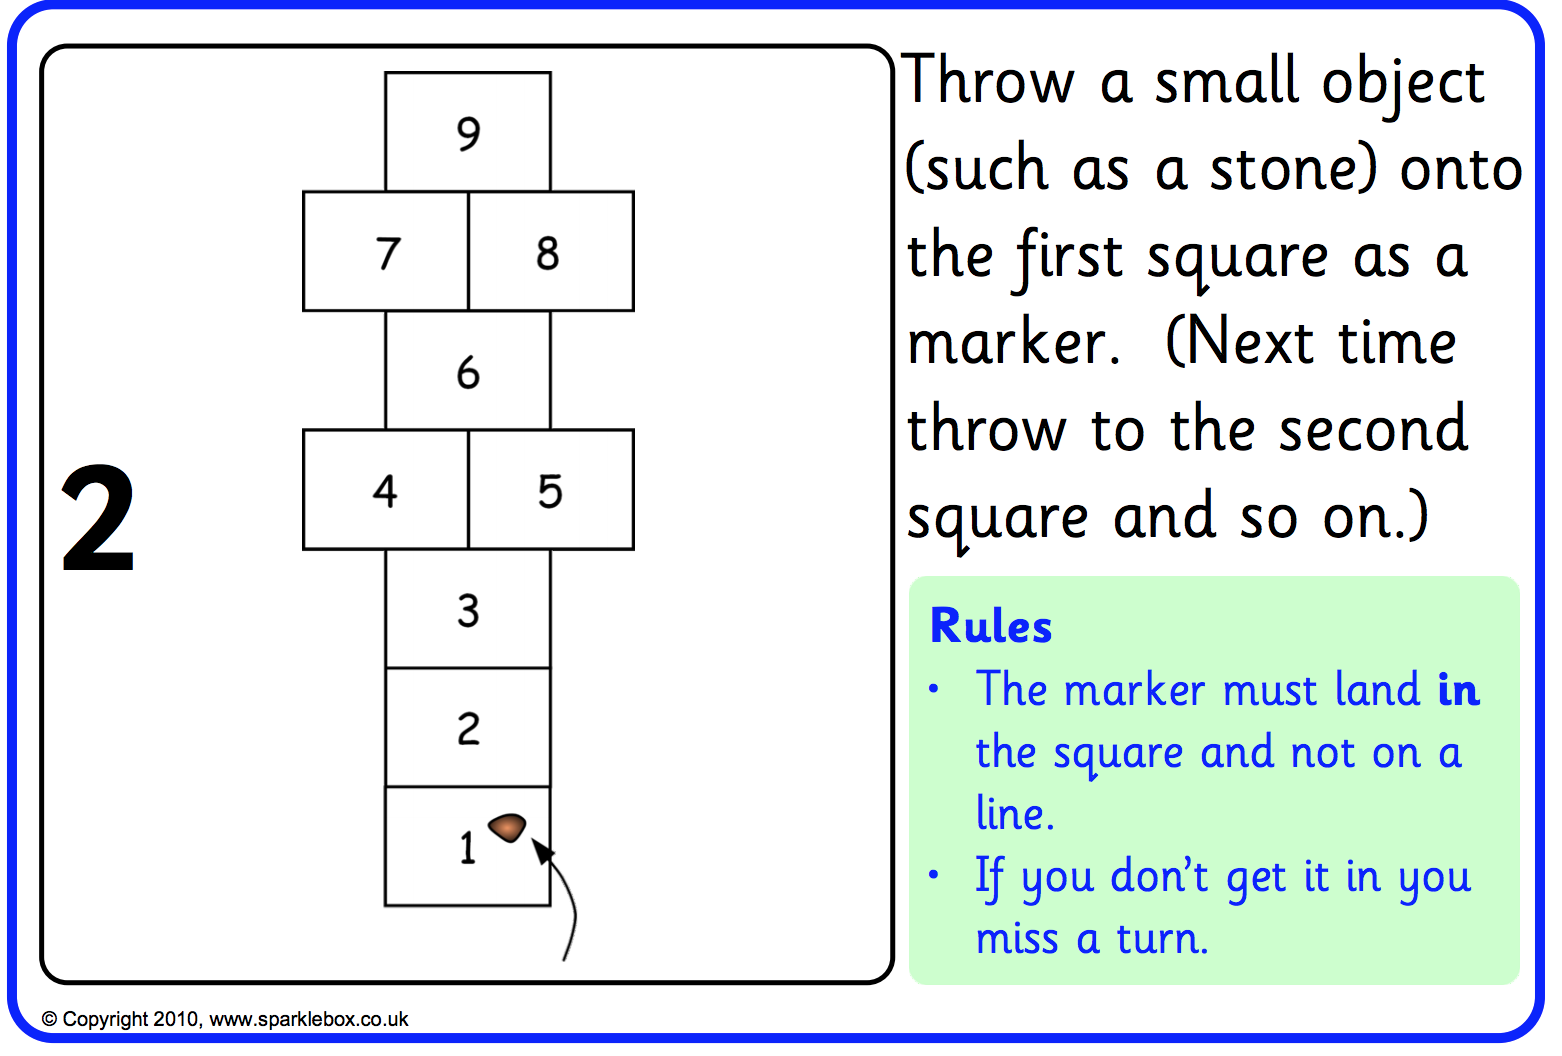 9
7 8
6
4 5
2
3
2
1
Throw a small object
(such as a stone) onto
the first square as a
marker.  (Next time
throw to the second
square and so on.)
Rules
• The marker must land in
the square and not on a
line.
• If you don't get it in you
miss a turn.
© Copyright 2010, www.sparklebox.co.uk